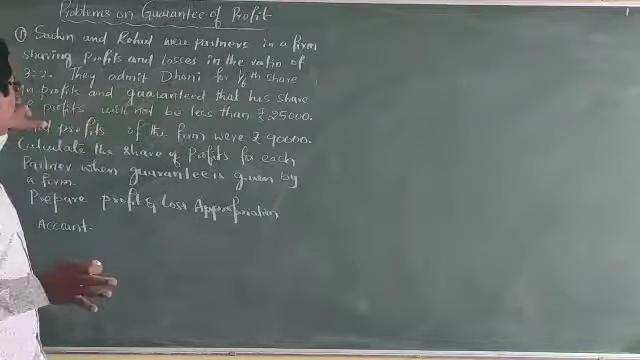 Problems on Guarantee of Profit
① Sachin and Rahul were partners in a firm
sharing profits and losses in the ratio of
3:2. They admit Dhoni for 1/6th share
in profits and guaranteed that his share
of profits will not be less than ₹ 25000.
profits of the firm were ₹ 90000.
Calculate the share of Profits for each
Partner when guarantee is given by
a firm.
Prepare profit & Loss Appropriation
Account.